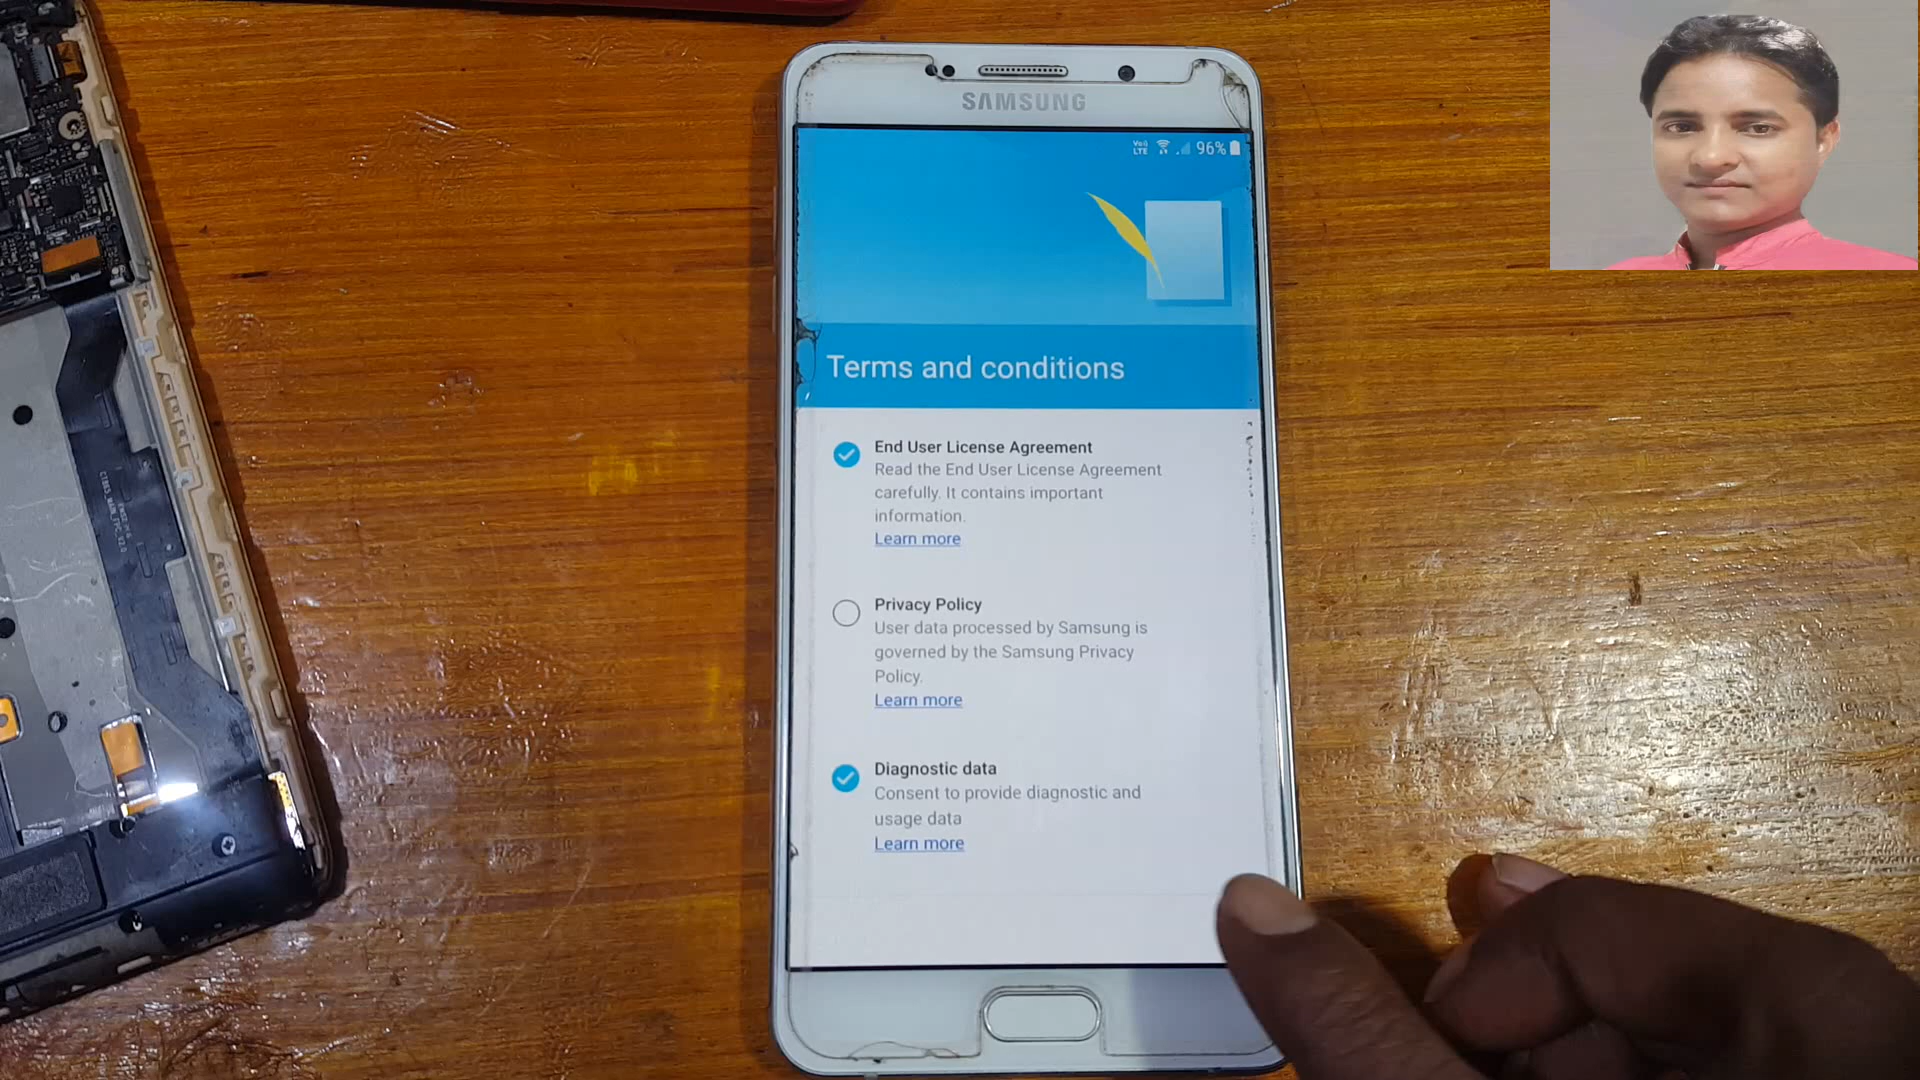 SAMSUNG
Vo))
LTE
96%
Terms and conditions
End User License Agreement
Read the End User License Agreement
carefully. It contains important
information.
Learn more
Privacy Policy
User data processed by Samsung is
governed by the Samsung Privacy
Policy.
Learn more
Diagnostic data
Consent to provide diagnostic and
usage data
Learn more